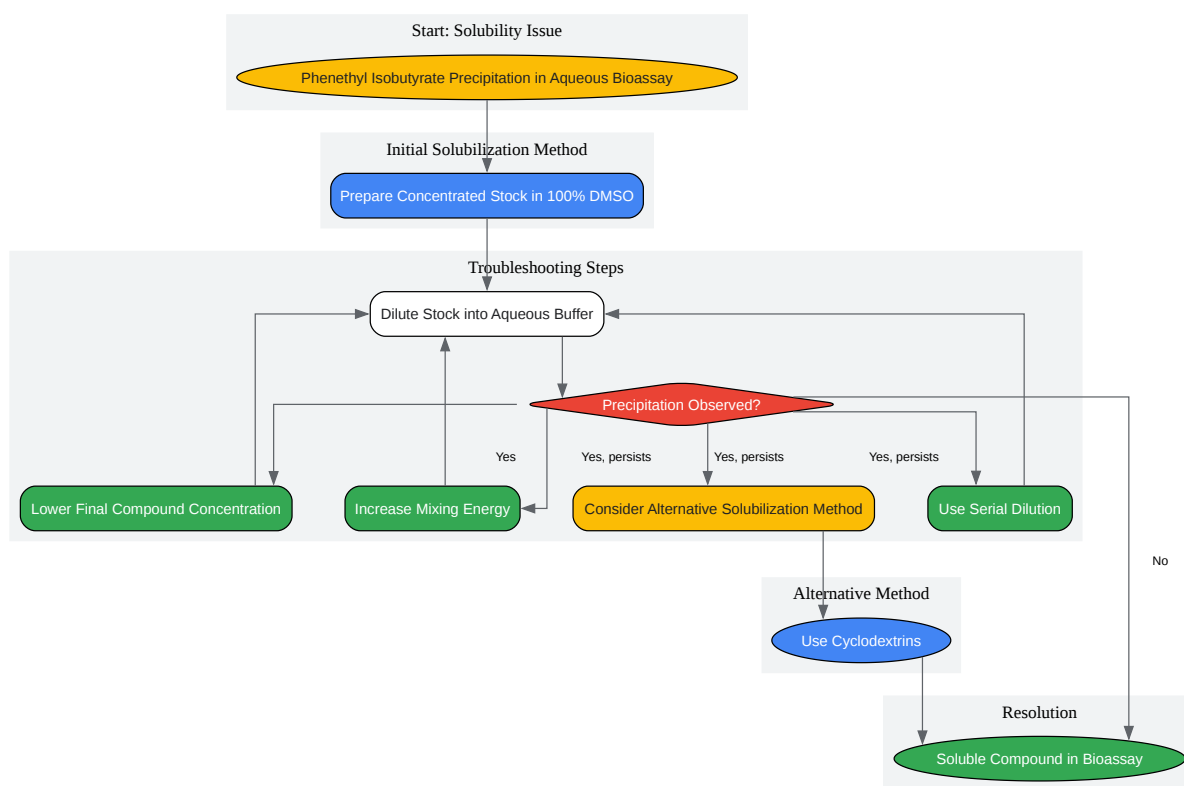 Start: Solubility Issue
Phenethyl Isobutyrate Precipitation in Aqueous Bioassay
Initial Solubilization Method
Prepare Concentrated Stock in 100% DMSO
Troubleshooting Steps
Dilute Stock into Aqueous Buffer
Precipitation Observed?
Yes
Yes, persists
Yes, persists
Yes, persists
Lower Final Compound Concentration
Increase Mixing Energy
Consider Alternative Solubilization Method
Use Serial Dilution
No
Alternative Method
Use Cyclodextrins
Resolution
Soluble Compound in Bioassay